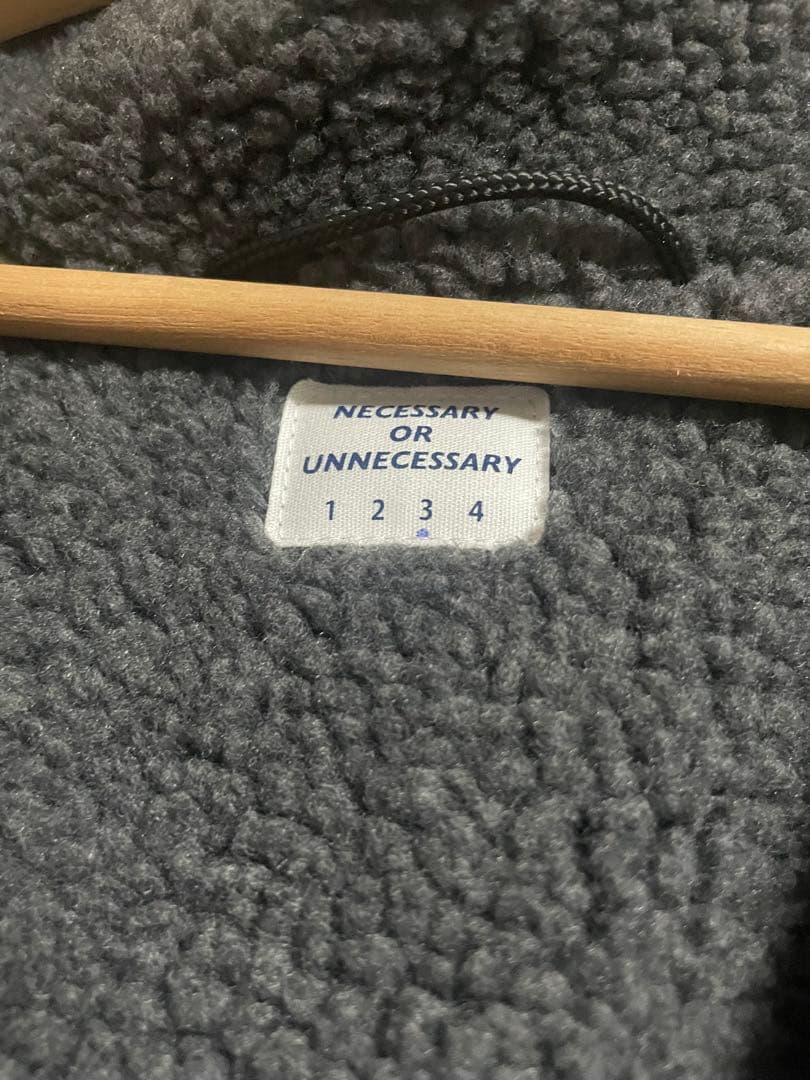 NECESSARY
OR
UNNECESSARY
1 2 3 4